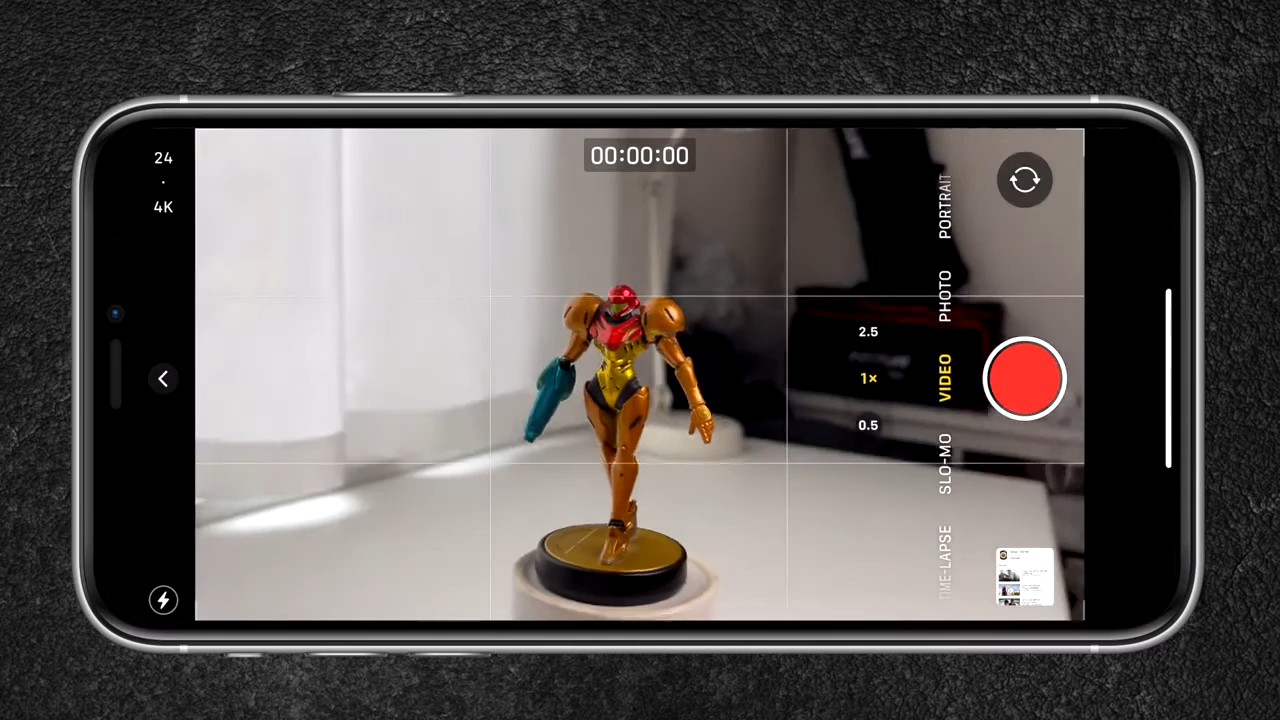 24
·
4K
00:00:00
PORTRAIT
PHOTO
VIDEO
SLO-MO
TIME-LAPSE
2.5
1×
0.5